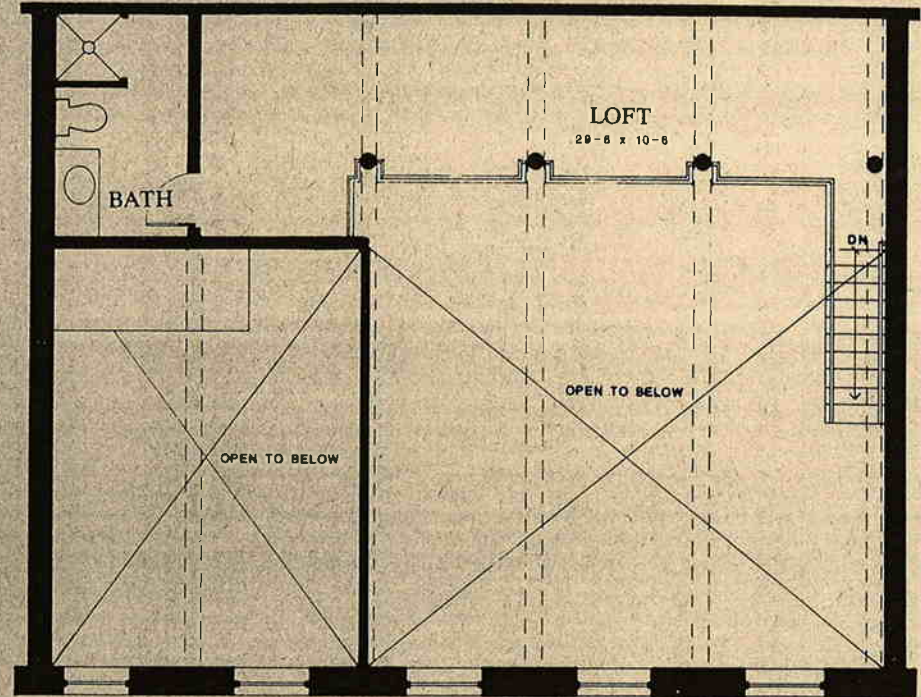 LOFT
29-6 x 10-6
BATH
DN
OPEN TO BELOW
OPEN TO BELOW